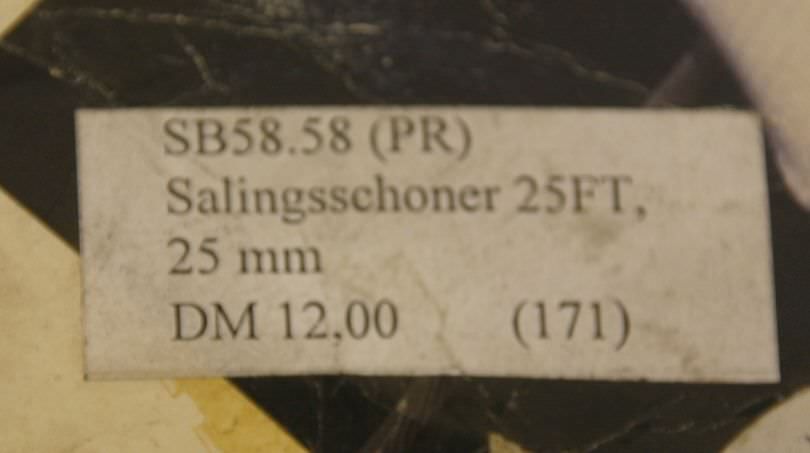 SB58.58 (PR)
Salingsschoner 25FT,
25 mm
DM 12,00 (171)